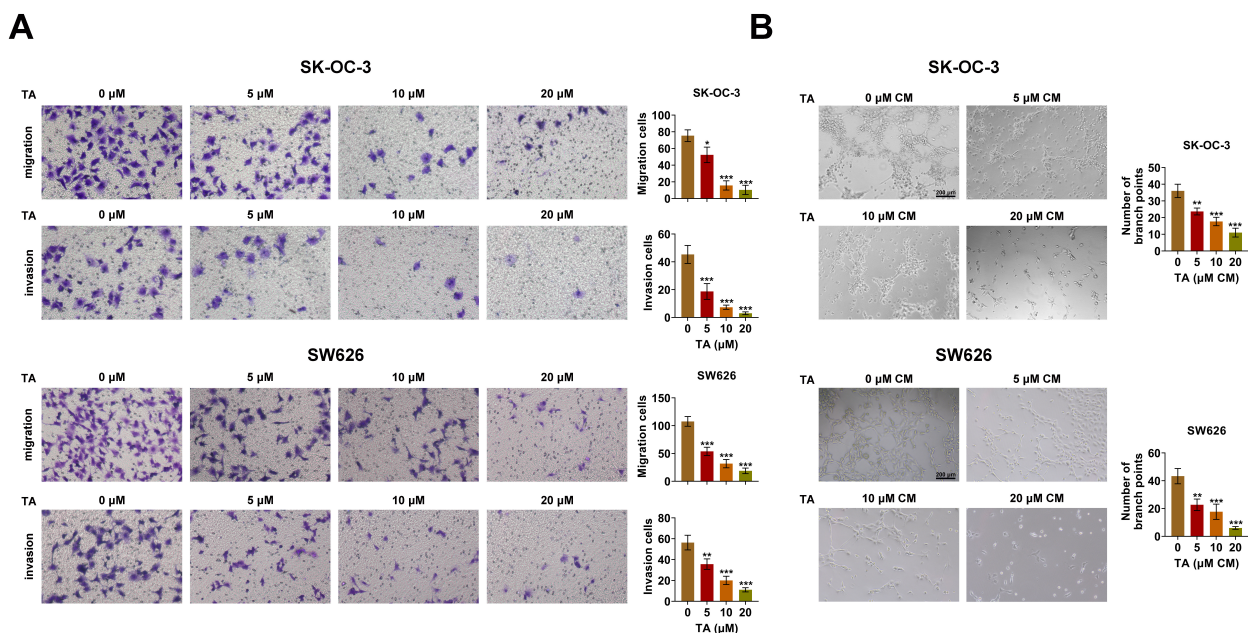 A
SK-OC-3
TA 0 μM 5 μM 10 μM 20 μM
migration
TA 0 μM 5 μM 10 μM 20 μM
invasion
SK-OC-3
Migration cells
100
80
60
40
20
0
* *** ***
Invasion cells
60
40
20
0
*** *** ***
0 5 10 20
TA (μM)
SW626
TA 0 μM 5 μM 10 μM 20 μM
migration
TA 0 μM 5 μM 10 μM 20 μM
invasion
SW626
Migration cells
150
100
50
0
*** *** ***
Invasion cells
80
60
40
20
0
** *** ***
0 5 10 20
TA (μM)
B
SK-OC-3
TA 0 μM CM 5 μM CM
200 μm
TA 10 μM CM 20 μM CM
SK-OC-3
Number of
branch points
50
40
30
20
10
0
** *** ***
0 5 10 20
TA (μM CM)
SW626
TA 0 μM CM 5 μM CM
200 μm
TA 10 μM CM 20 μM CM
SW626
Number of
branch points
60
40
20
0
** *** ***
0 5 10 20
TA (μM CM)